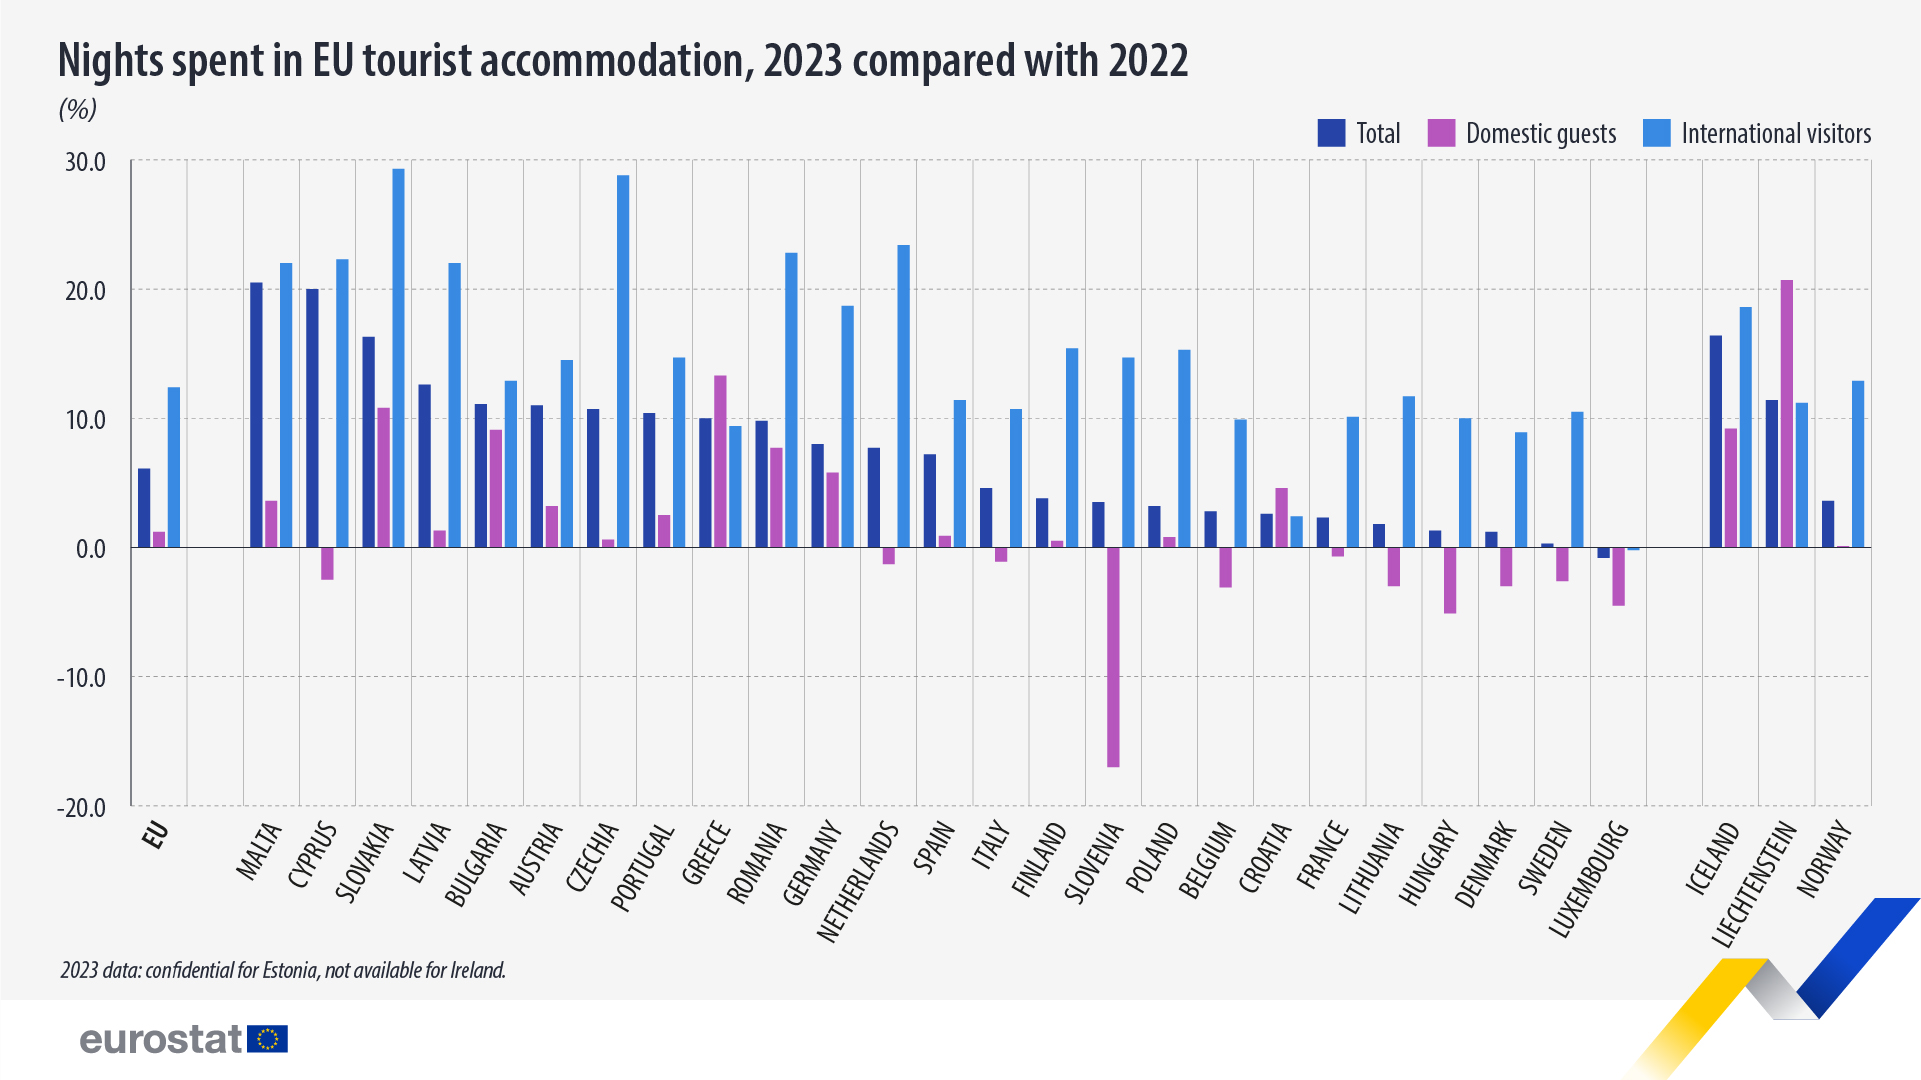 Nights spent in EU tourist accommodation, 2023 compared with 2022
(%)
Total
Domestic guests
International visitors
30.0
20.0
10.0
0.0
-10.0
-20.0
EU
MALTA
CYPRUS
SLOVAKIA
LATVIA
BULGARIA
AUSTRIA
CZECHIA
PORTUGAL
GREECE
ROMANIA
GERMANY
NETHERLANDS
SPAIN
ITALY
FINLAND
SLOVENIA
POLAND
BELGIUM
CROATIA
FRANCE
LITHUANIA
HUNGARY
DENMARK
SWEDEN
LUXEMBOURG
ICELAND
LIECHTENSTEIN
NORWAY
2023 data: confidential for Estonia, not available for Ireland.
eurostat